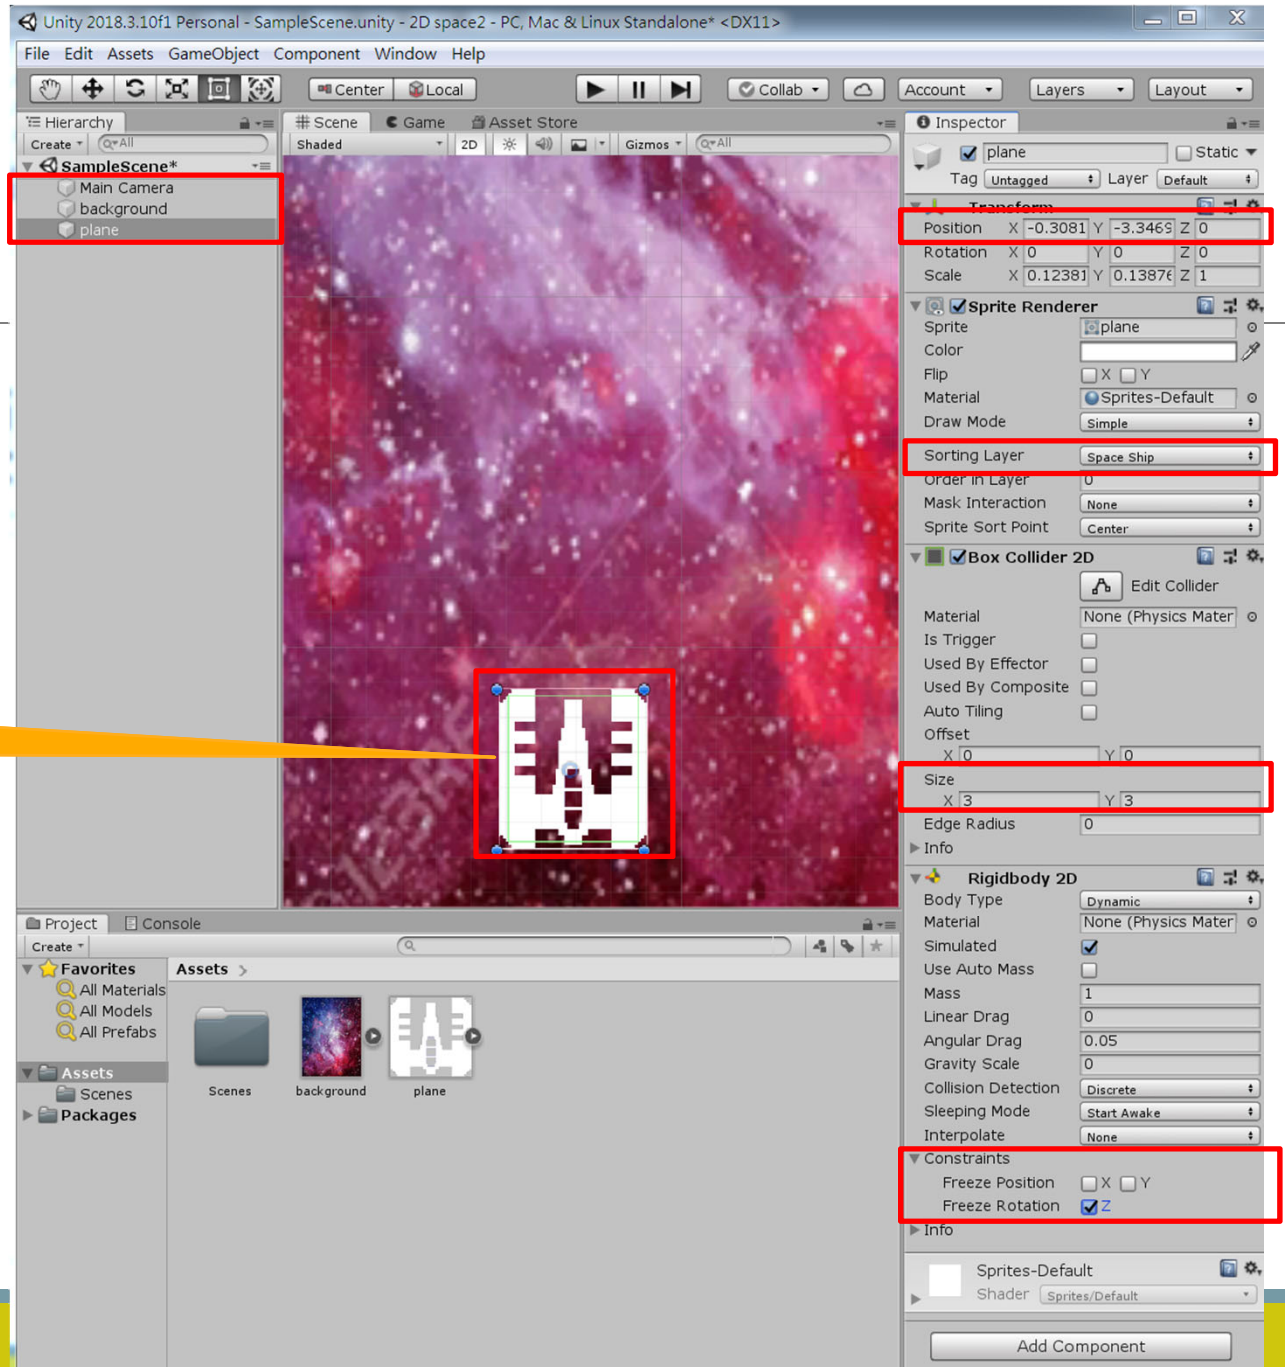 Unity 2018.3.10f1 Personal - SampleScene.unity - 2D space2 - PC, Mac & Linux Standalone* <DX11>
File Edit Assets GameObject Component Window Help
Center Local Collab Account Layers Layout
Hierarchy
Create All
SampleScene*
Main Camera
background
plane
Scene Game Asset Store
Shaded 2D Gizmos All
Inspector
plane Static
Tag Untagged Layer Default
Transform
Position X -0.3081 Y -3.3469 Z 0
Rotation X 0 Y 0 Z 0
Scale X 0.12381 Y 0.13876 Z 1
Sprite Renderer
Sprite plane
Color
Flip X Y
Material Sprites-Default
Draw Mode Simple
Sorting Layer Space Ship
Order in Layer 0
Mask Interaction None
Sprite Sort Point Center
Box Collider 2D
Edit Collider
Material None (Physics Mater
Is Trigger
Used By Effector
Used By Composite
Auto Tiling
Offset
X 0 Y 0
Size
X 3 Y 3
Edge Radius 0
Info
Rigidbody 2D
Body Type Dynamic
Material None (Physics Mater
Simulated
Use Auto Mass
Mass 1
Linear Drag 0
Angular Drag 0.05
Gravity Scale 0
Collision Detection Discrete
Sleeping Mode Start Awake
Interpolate None
Constraints
Freeze Position X Y
Freeze Rotation Z
Info
Sprites-Default
Shader Sprites/Default
Add Component
Project Console
Create
Favorites
All Materials
All Models
All Prefabs
Assets
Scenes
Packages
Assets >
Scenes background plane